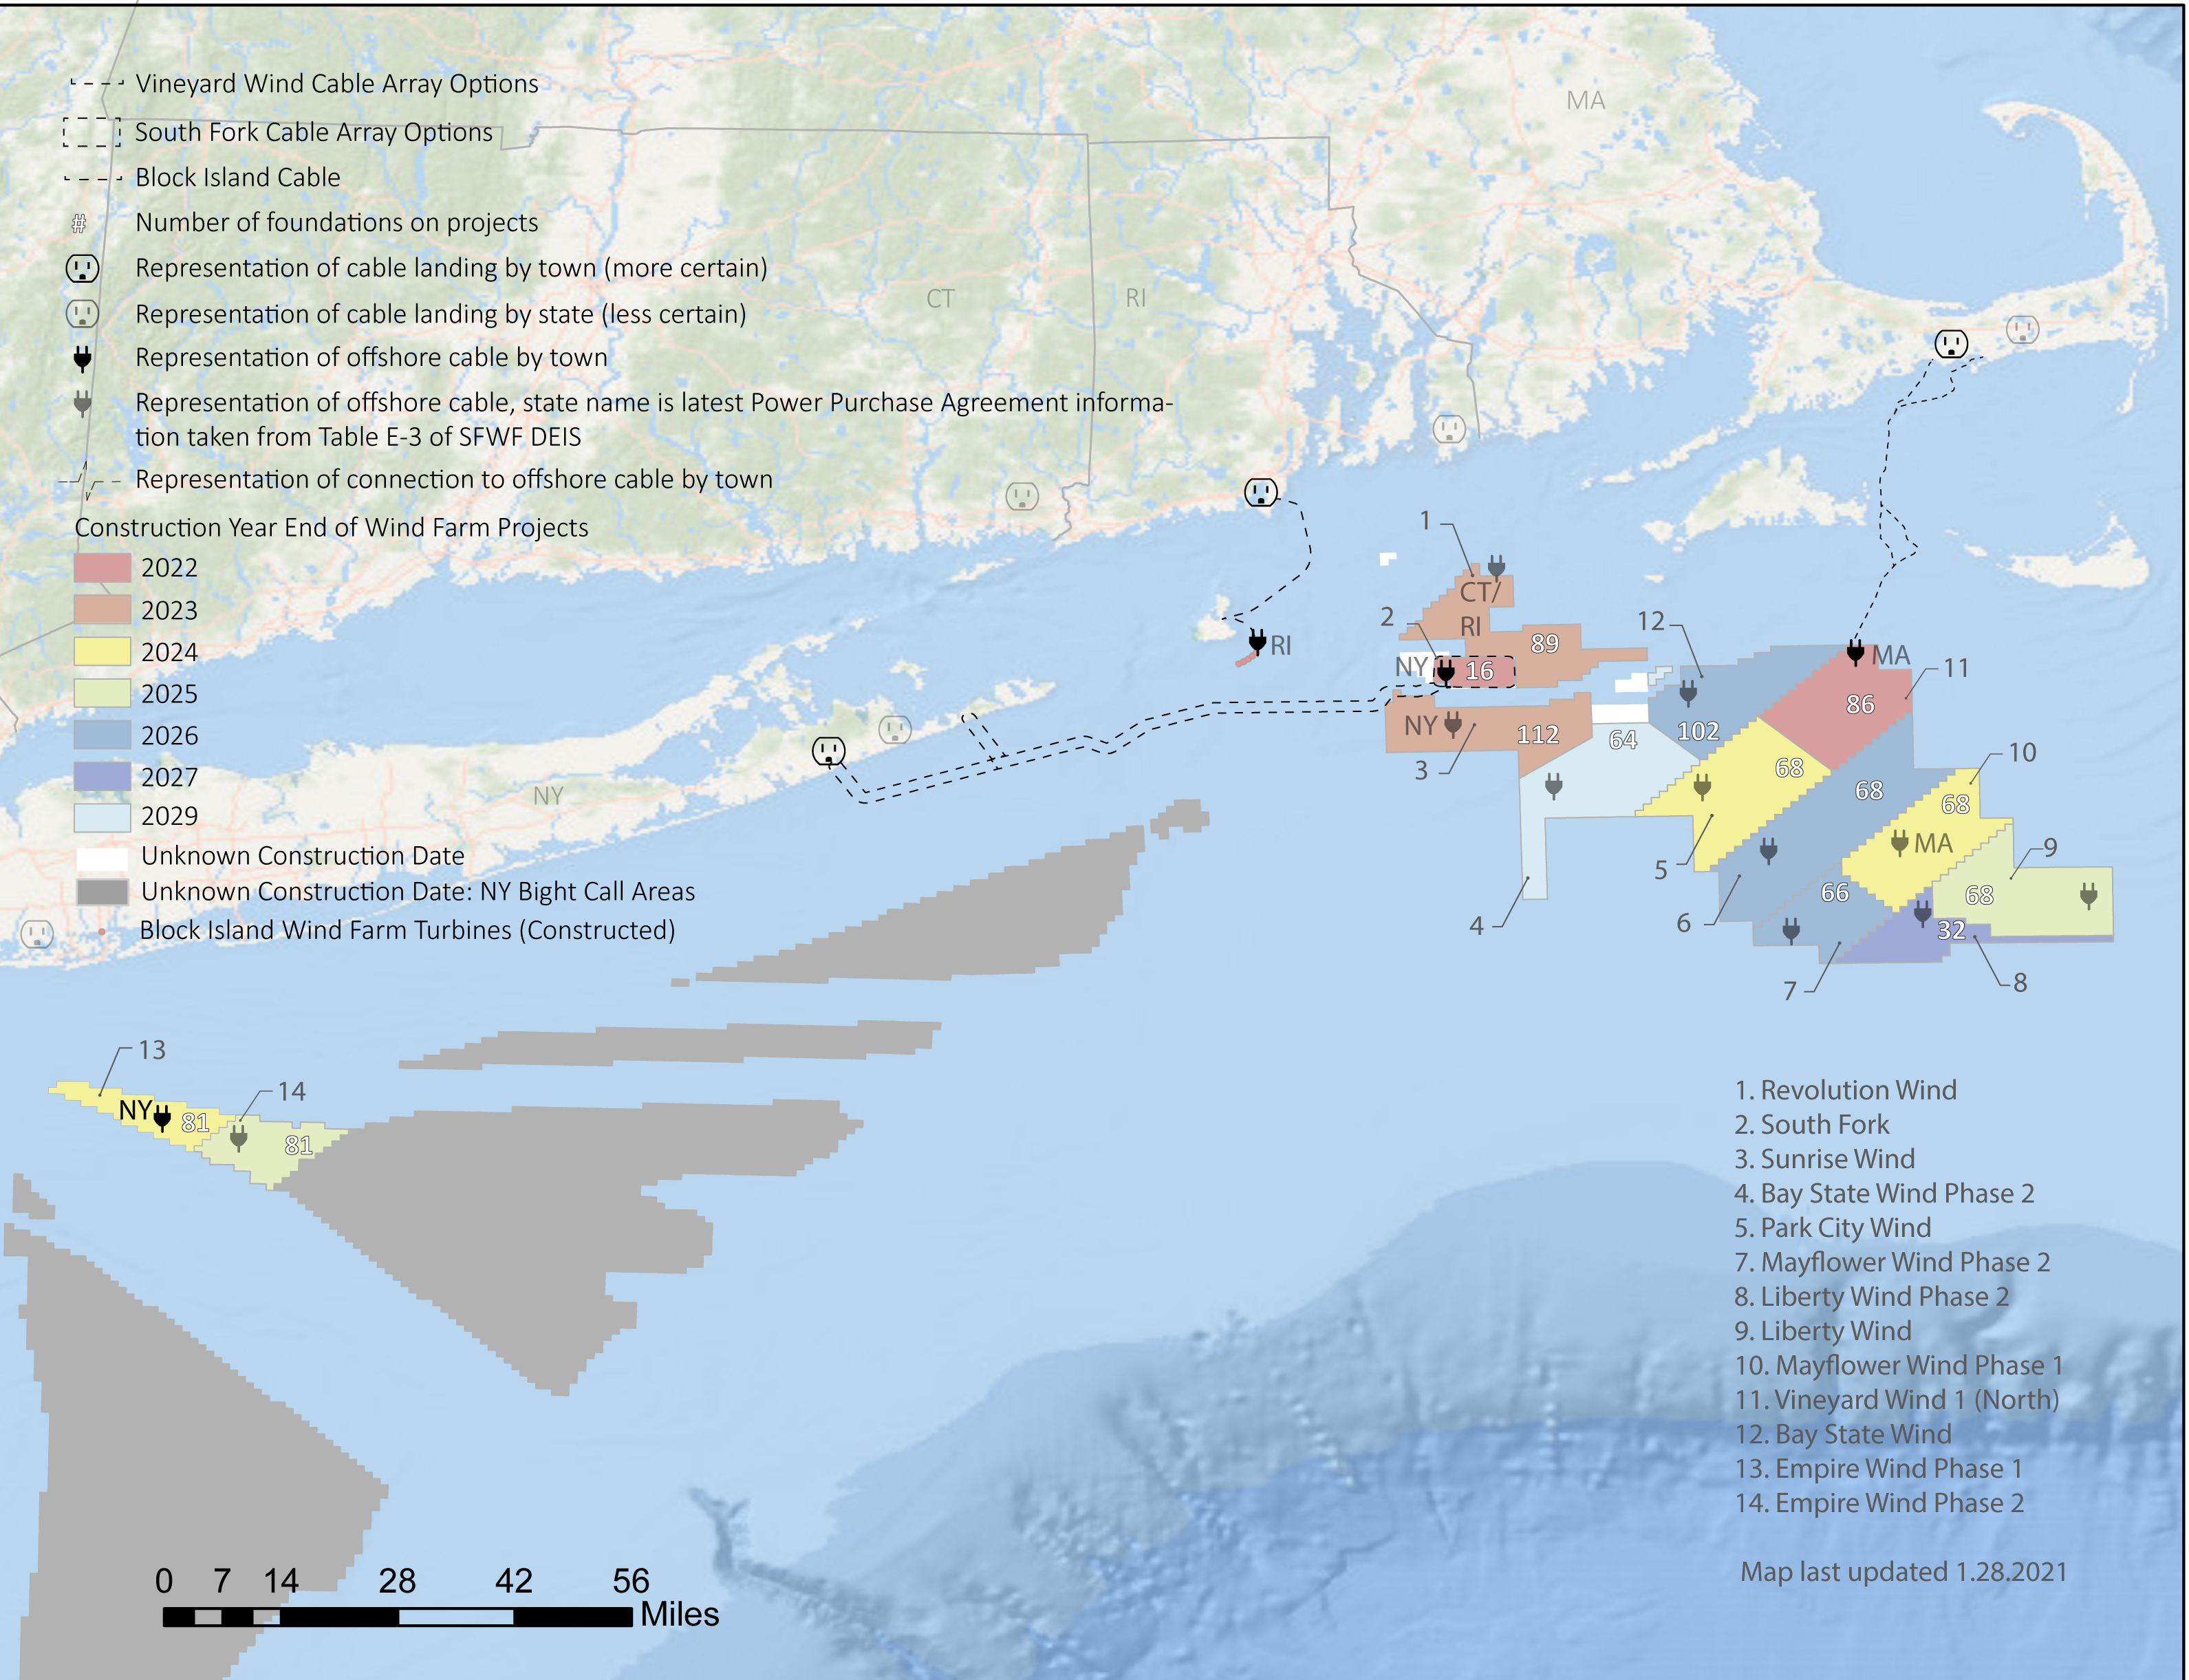 Vineyard Wind Cable Array Options
South Fork Cable Array Options
Block Island Cable
# Number of foundations on projects
Representation of cable landing by town (more certain)
Representation of cable landing by state (less certain)
Representation of offshore cable by town
Representation of offshore cable, state name is latest Power Purchase Agreement informa-
tion taken from Table E-3 of SFWF DEIS
Representation of connection to offshore cable by town
Construction Year End of Wind Farm Projects
2022
2023
2024
2025
2026
2027
2029
Unknown Construction Date
Unknown Construction Date: NY Bight Call Areas
Block Island Wind Farm Turbines (Constructed)
MA
CT
RI
NY
RI
1
CT/
RI
2
89
12
NY
16
MA
11
86
NY
112
64
102
3
68
68
10
68
MA
9
5
66
68
4
6
32
7
8
13
14
NY
81
81
1. Revolution Wind
2. South Fork
3. Sunrise Wind
4. Bay State Wind Phase 2
5. Park City Wind
7. Mayflower Wind Phase 2
8. Liberty Wind Phase 2
9. Liberty Wind
10. Mayflower Wind Phase 1
11. Vineyard Wind 1 (North)
12. Bay State Wind
13. Empire Wind Phase 1
14. Empire Wind Phase 2
Map last updated 1.28.2021
0 7 14 28 42 56
Miles